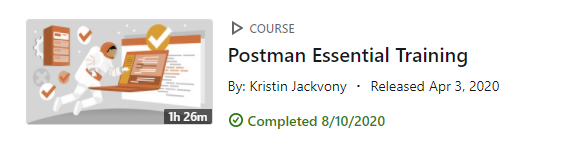 COURSE
Postman Essential Training
By: Kristin Jackvony · Released Apr 3, 2020
1h 26m
Completed 8/10/2020